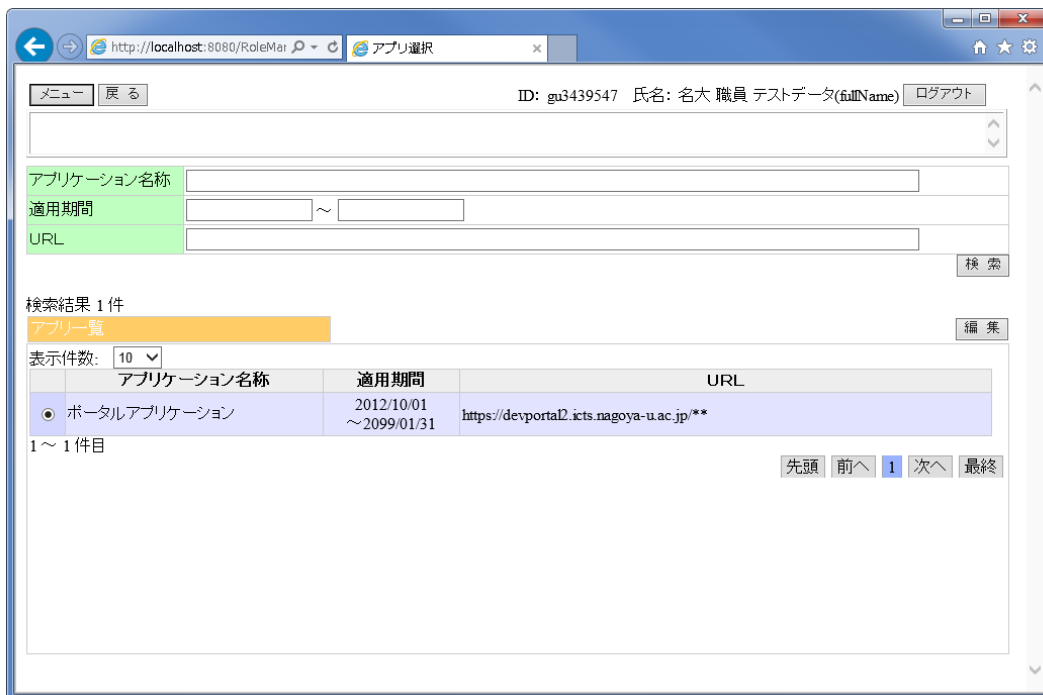 http://localhost:8080/RoleMar アプリ選択
メニュー 戻 る ID: gu3439547 氏名: 名大 職員 テストデータ(fullName) ログアウト
アプリケーション名称
適用期間 ～
URL
検 索
検索結果 1 件
アプリ一覧 編 集
表示件数: 10
アプリケーション名称 適用期間 URL
ポータルアプリケーション 2012/10/01 https://devportal2.icts.nagoya-u.ac.jp/**
～2099/01/31
1 ～ 1 件目
先頭 前へ 1 次へ 最終